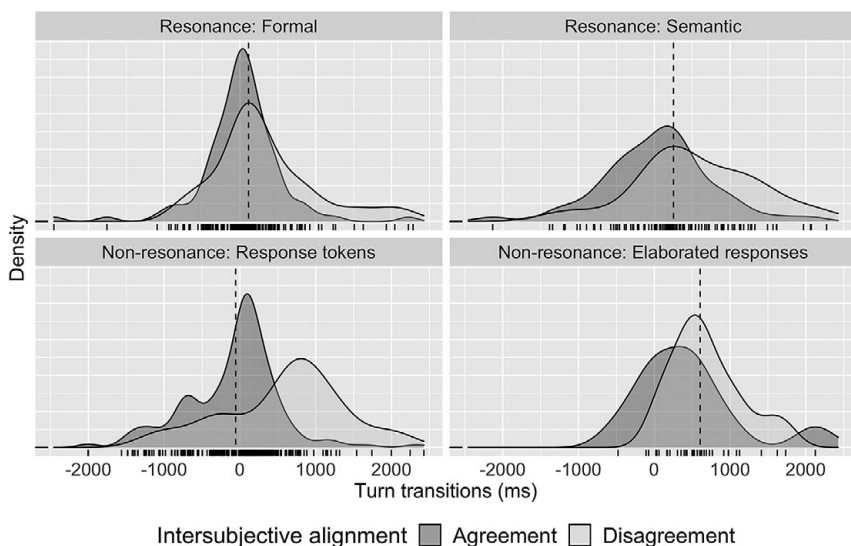 Resonance: Formal
Resonance: Semantic
Density
Non-resonance: Response tokens
Non-resonance: Elaborated responses
-2000 -1000 0 1000 2000
-1000 0 1000 2000
Turn transitions (ms)
Intersubjective alignment Agreement Disagreement